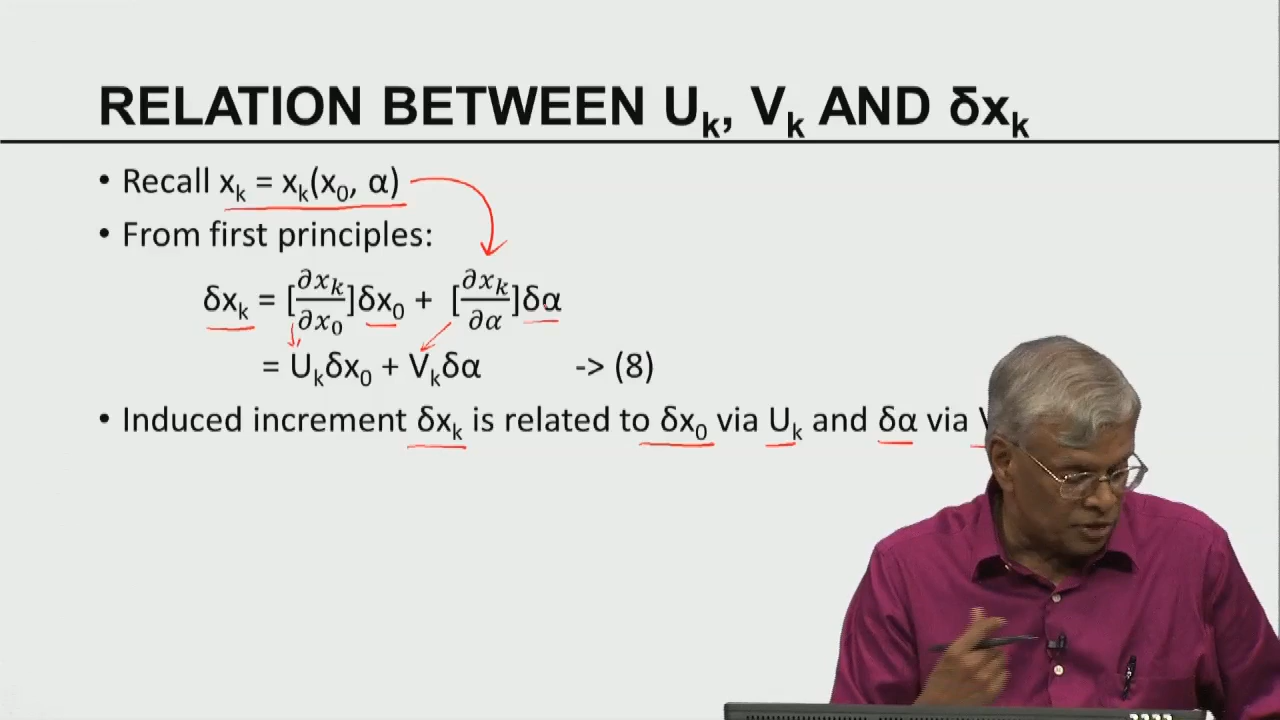 RELATION BETWEEN Uₖ, Vₖ AND δxₖ
• Recall xₖ = xₖ(x₀, α)
• From first principles:
δxₖ = [∂xₖ/∂x₀]δx₀ + [∂xₖ/∂α]δα
= Uₖδx₀ + Vₖδα -> (8)
• Induced increment δxₖ is related to δx₀ via Uₖ and δα via